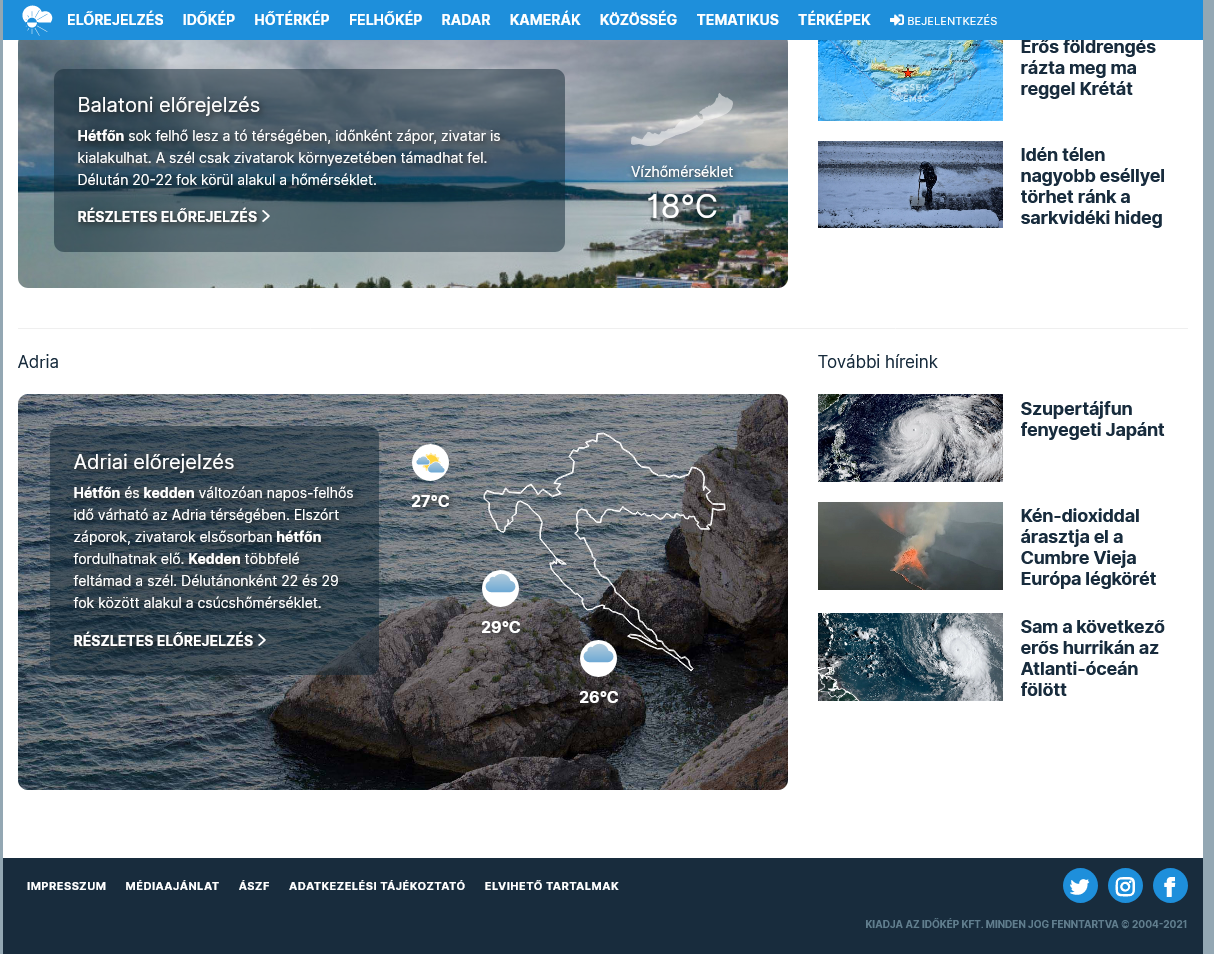 ELŐREJELZÉS IDŐKÉP HŐTÉRKÉP FELHŐKÉP RADAR KAMERÁK KÖZÖSSÉG TEMATIKUS TÉRKÉPEK BEJELENTKEZÉS
Balatoni előrejelzés
Hétfőn sok felhő lesz a tó térségében, időnként zápor, zivatar is
kialakulhat. A szél csak zivatarok környezetében támadhat fel.
Délután 20-22 fok körül alakul a hőmérséklet.
RÉSZLETES ELŐREJELZÉS
Vízhőmérséklet
18°C
CSEM
EMSC
Erős földrengés
rázta meg ma
reggel Krétát
Idén télen
nagyobb eséllyel
törhet ránk a
sarkvidéki hideg
Adria
Adriai előrejelzés
Hétfőn és kedden változóan napos-felhős
idő várható az Adria térségében. Elszórt
záporok, zivatarok elsősorban hétfőn
fordulhatnak elő. Kedden többfelé
feltámad a szél. Délutánonként 22 és 29
fok között alakul a csúcshőmérséklet.
RÉSZLETES ELŐREJELZÉS
27°C
29°C
26°C
További híreink
Szupertájfun
fenyegeti Japánt
Kén-dioxiddal
árasztja el a
Cumbre Vieja
Európa légkörét
Sam a következő
erős hurrikán az
Atlanti-óceán
fölött
IMPRESSZUM MÉDIAAJÁNLAT ÁSZF ADATKEZELÉSI TÁJÉKOZTATÓ ELVIHETŐ TARTALMAK
KIADJA AZ IDŐKÉP KFT. MINDEN JOG FENNTARTVA © 2004-2021